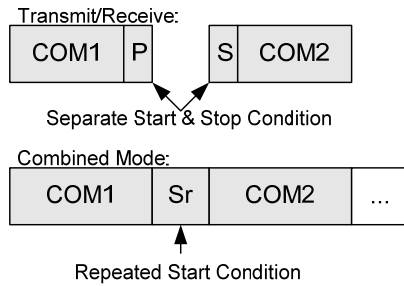 Transmit/Receive:
COM1 P S COM2
Separate Start & Stop Condition
Combined Mode:
COM1 Sr COM2 ...
Repeated Start Condition